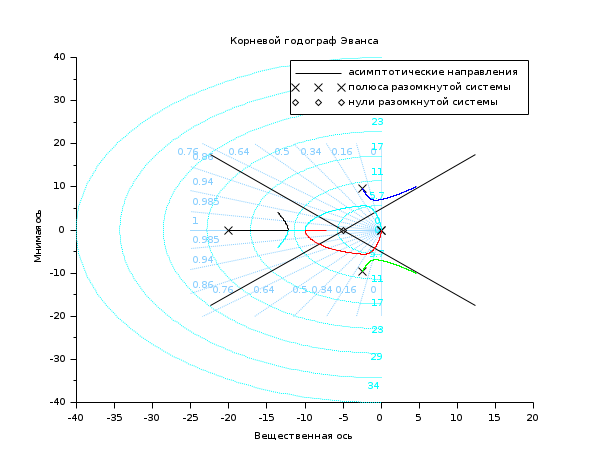 Корневой годограф Эванса
асимптотические направления
полюса разомкнутой системы
нули разомкнутой системы
40
30
20
10
0
-10
-20
-30
-40
Мнимая ось
23
17
11
5.7
0.76 0.64 0.5 0.34 0.16 0
0.86
0.94
0.985
1
0.985
0.94
0.86
0.76 0.64 0.5 0.34 0.16 0
11
17
23
29
34
-40 -35 -30 -25 -20 -15 -10 -5 0 5 10 15 20
Вещественная ось